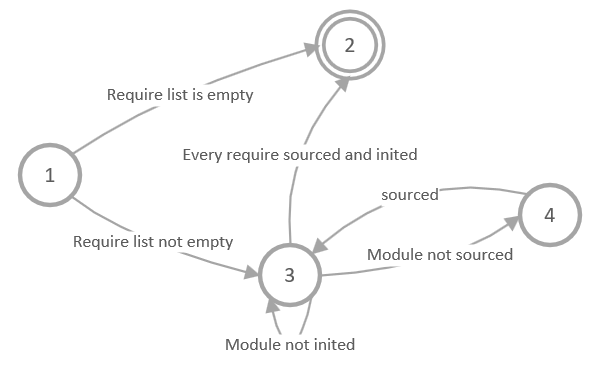 2
Require list is empty
Every require sourced and inited
1
sourced
4
Require list not empty
Module not sourced
3
Module not inited